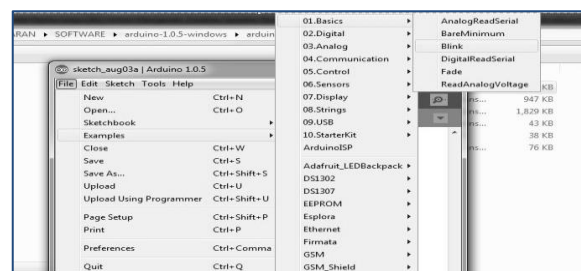 ARAN ▸ SOFTWARE ▸ arduino-1.0.5-windows ▸ arduin
sketch_aug03a | Arduino 1.0.5
File Edit Sketch Tools Help
New Ctrl+N
Open... Ctrl+O
Sketchbook
Examples
Close Ctrl+W
Save Ctrl+S
Save As... Ctrl+Shift+S
Upload Ctrl+U
Upload Using Programmer Ctrl+Shift+U
Page Setup Ctrl+Shift+P
Print Ctrl+P
Preferences Ctrl+Comma
Quit Ctrl+Q
01.Basics
02.Digital
03.Analog
04.Communication
05.Control
06.Sensors
07.Display
08.Strings
09.USB
10.StarterKit
ArduinoISP
Adafruit_LEDBackpack
DS1302
DS1307
EEPROM
Esplora
Ethernet
Firmata
GSM
GSM_Shield
AnalogReadSerial
BareMinimum
Blink
DigitalReadSerial
Fade
ReadAnalogVoltage
KB
ns... 947 KB
ns... 1,829 KB
ns... 43 KB
38 KB
ns... 76 KB